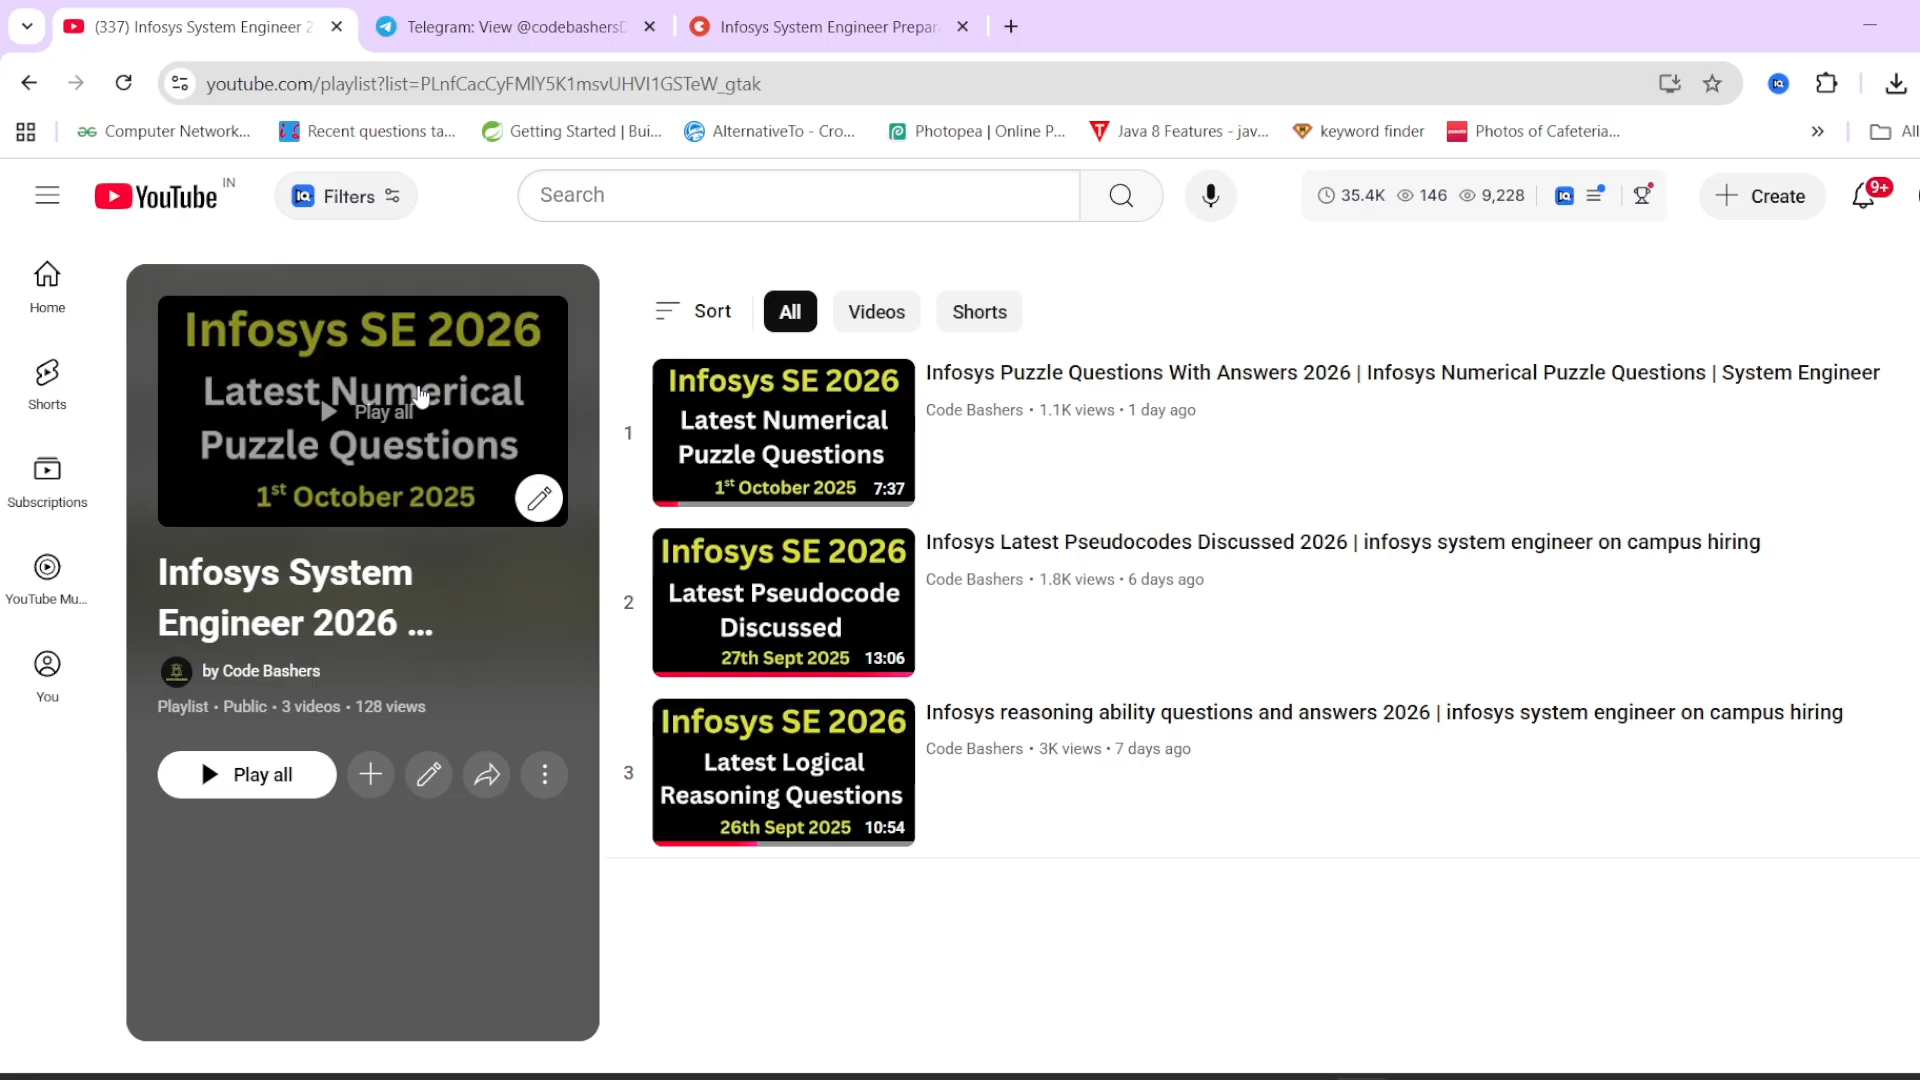 (337) Infosys System Engineer 2
Telegram: View @codebashersD
Infosys System Engineer Prepar
youtube.com/playlist?list=PLnfCacCyFMlY5K1msvUHVI1GSTeW_gtak
Computer Network...
Recent questions ta...
Getting Started | Bui...
AlternativeTo - Cro...
Photopea | Online P...
Java 8 Features - jav...
keyword finder
Photos of Cafeteria...
All
YouTube IN
Filters
Search
35.4K 146 9,228
Create
9+
Home
Shorts
Subscriptions
YouTube Mu...
You
Infosys SE 2026
Latest Numerical
Play all
Puzzle Questions
1st October 2025
Infosys System
Engineer 2026 ...
by Code Bashers
Playlist • Public • 3 videos • 128 views
Play all
Sort
All
Videos
Shorts
1
Infosys SE 2026
Latest Numerical
Puzzle Questions
1st October 2025 7:37
Infosys Puzzle Questions With Answers 2026 | Infosys Numerical Puzzle Questions | System Engineer
Code Bashers • 1.1K views • 1 day ago
2
Infosys SE 2026
Latest Pseudocode
Discussed
27th Sept 2025 13:06
Infosys Latest Pseudocodes Discussed 2026 | infosys system engineer on campus hiring
Code Bashers • 1.8K views • 6 days ago
3
Infosys SE 2026
Latest Logical
Reasoning Questions
26th Sept 2025 10:54
Infosys reasoning ability questions and answers 2026 | infosys system engineer on campus hiring
Code Bashers • 3K views • 7 days ago